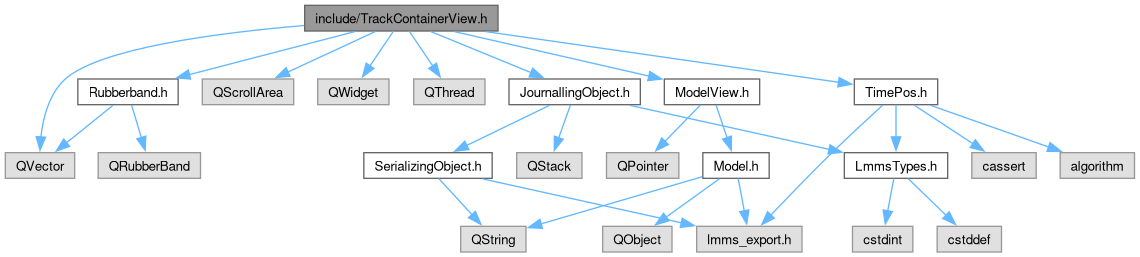 include/TrackContainerView.h
Rubberband.h
QScrollArea
QWidget
QThread
JournallingObject.h
ModelView.h
TimePos.h
QVector
QRubberBand
SerializingObject.h
QStack
QPointer
Model.h
LmmsTypes.h
cassert
algorithm
QString
QObject
lmms_export.h
cstdint
cstddef